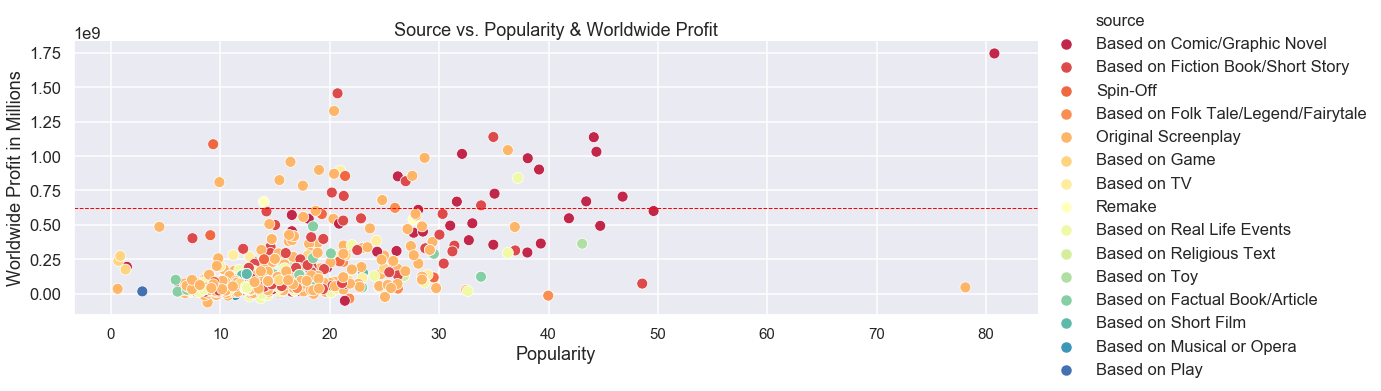 Source vs. Popularity & Worldwide Profit
1e9
Worldwide Profit in Millions
1.75
1.50
1.25
1.00
0.75
0.50
0.25
0.00
0 10 20 30 40 50 60 70 80
Popularity
source
Based on Comic/Graphic Novel
Based on Fiction Book/Short Story
Spin-Off
Based on Folk Tale/Legend/Fairytale
Original Screenplay
Based on Game
Based on TV
Remake
Based on Real Life Events
Based on Religious Text
Based on Toy
Based on Factual Book/Article
Based on Short Film
Based on Musical or Opera
Based on Play